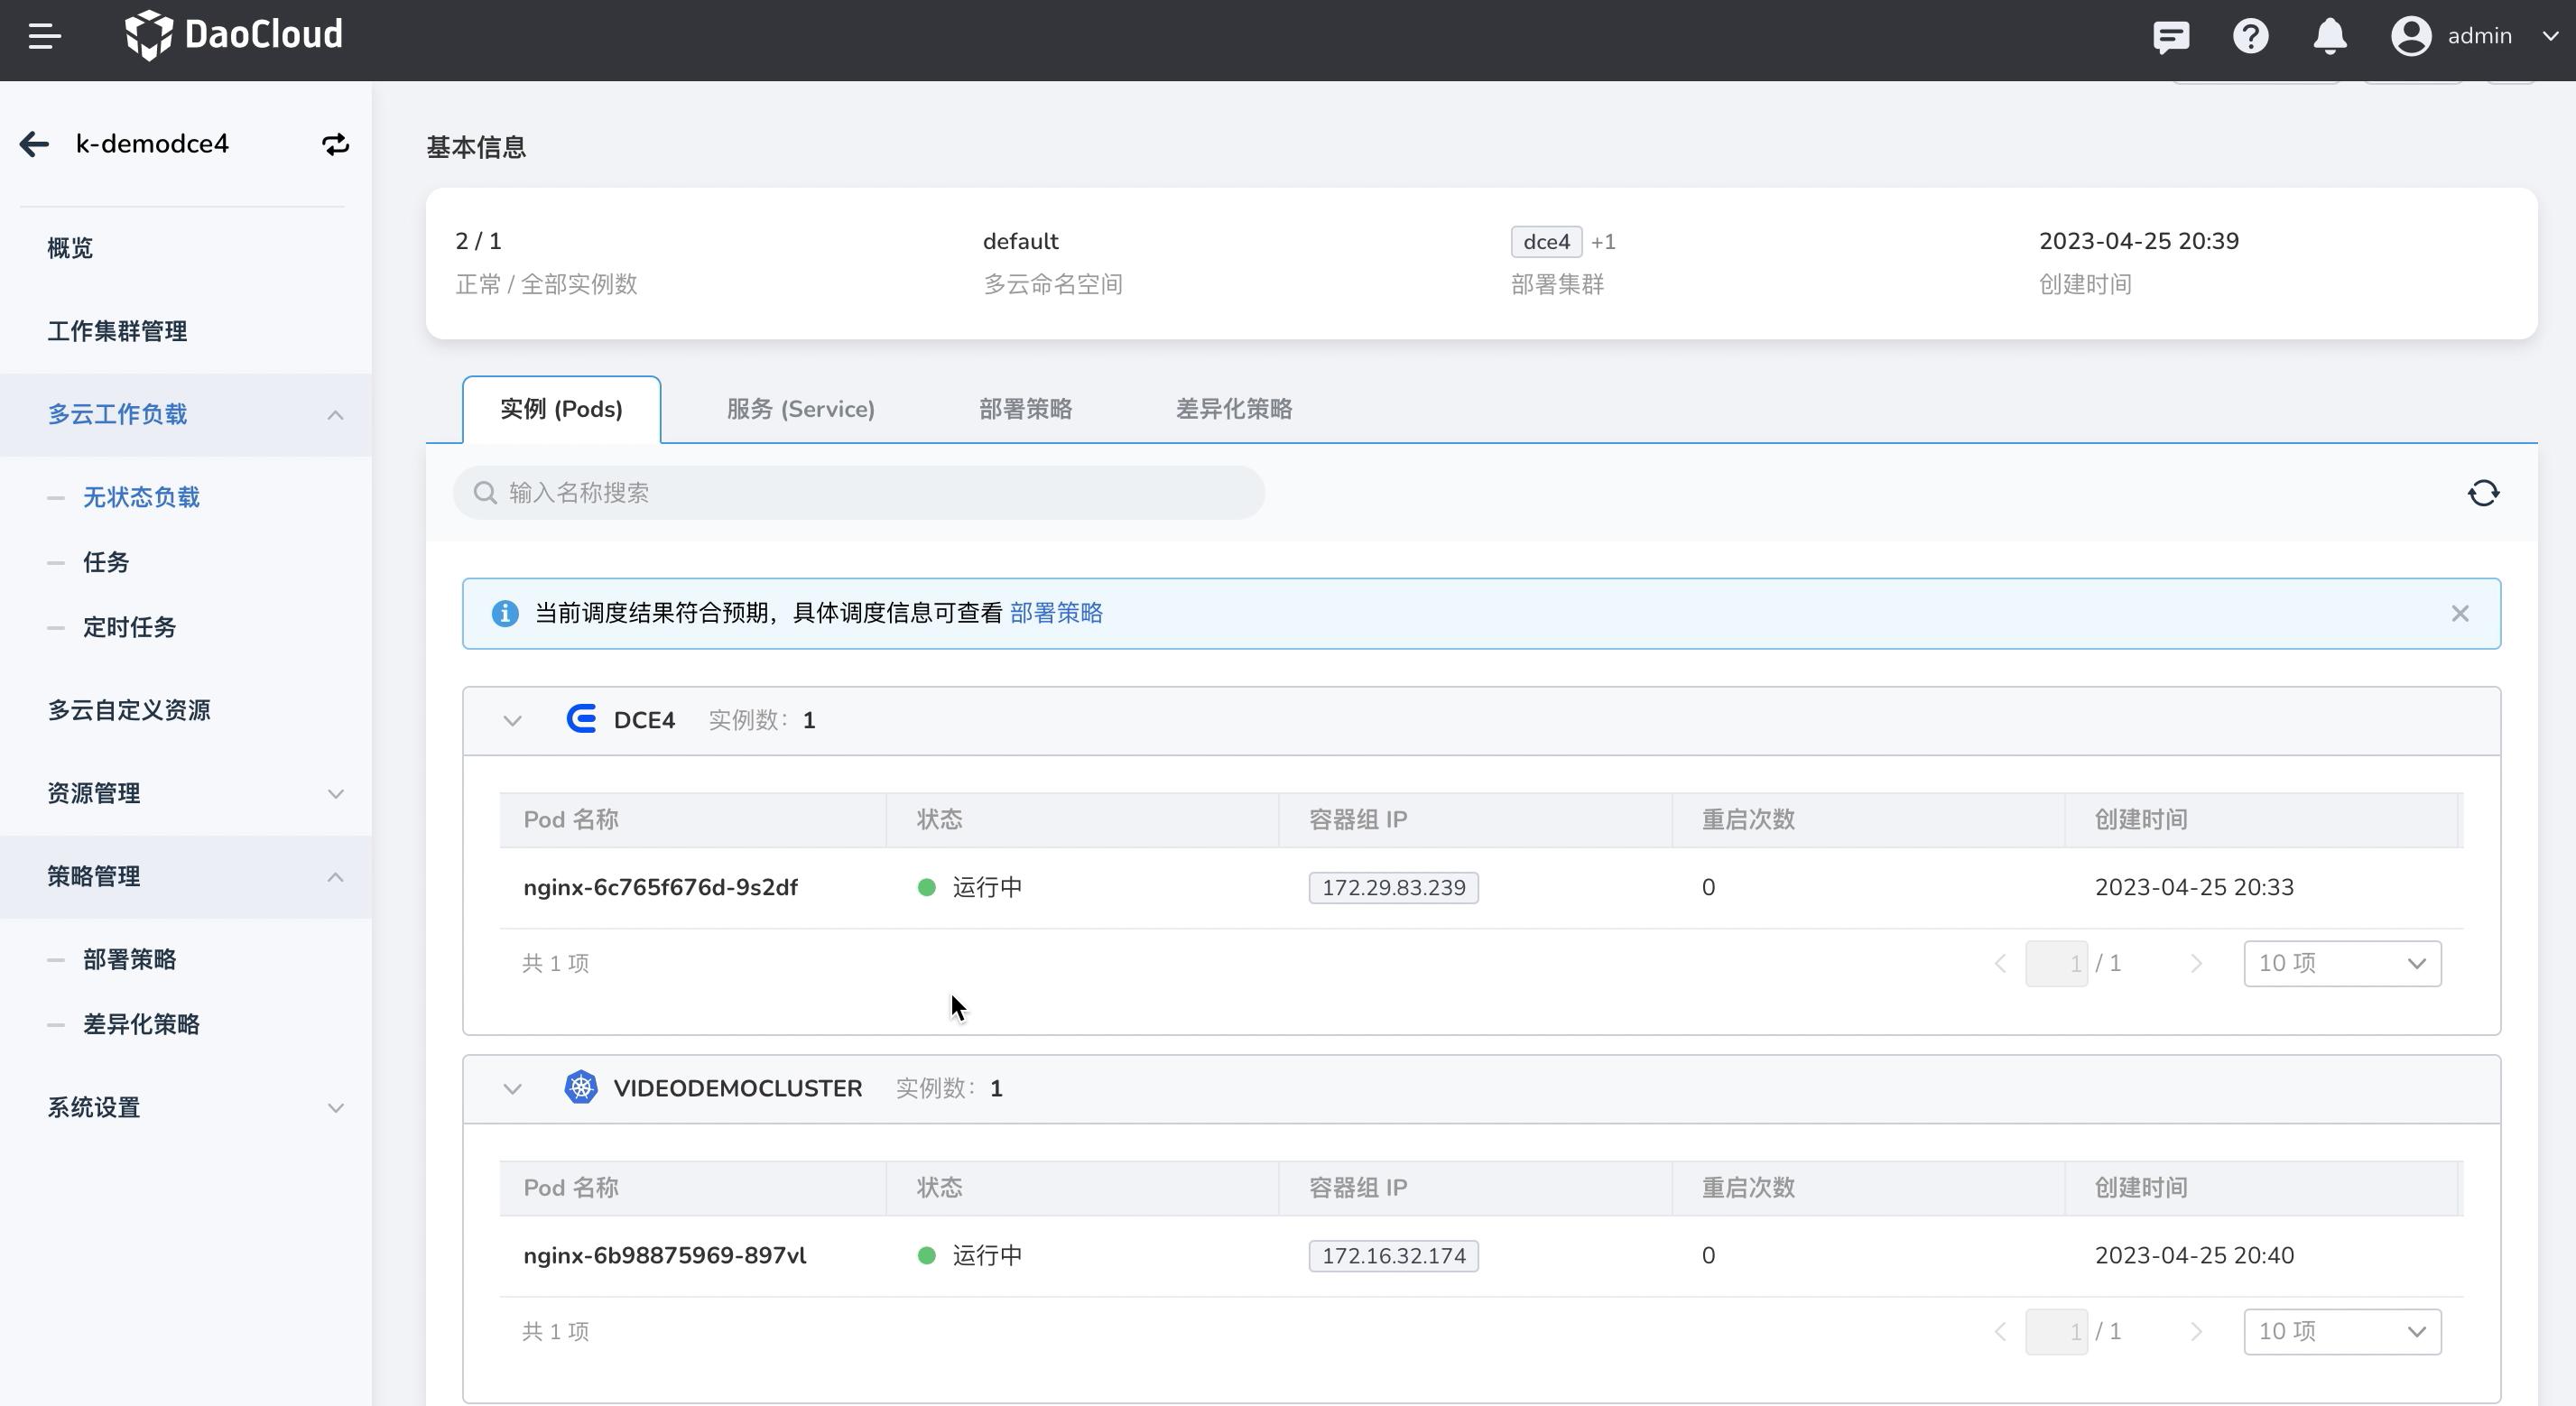 DaoCloud
admin
k-demodce4
概览
工作集群管理
多云工作负载
无状态负载
任务
定时任务
多云自定义资源
资源管理
策略管理
部署策略
差异化策略
系统设置
基本信息
2 / 1
正常 / 全部实例数
default
多云命名空间
dce4 +1
部署集群
2023-04-25 20:39
创建时间
实例 (Pods) 服务 (Service) 部署策略 差异化策略
输入名称搜索
当前调度结果符合预期，具体调度信息可查看 部署策略
DCE4 实例数： 1
Pod 名称 状态 容器组 IP 重启次数 创建时间
nginx-6c765f676d-9s2df 运行中 172.29.83.239 0 2023-04-25 20:33
共 1 项 1 / 1 10 项
VIDEODEMOCLUSTER 实例数： 1
Pod 名称 状态 容器组 IP 重启次数 创建时间
nginx-6b98875969-897vl 运行中 172.16.32.174 0 2023-04-25 20:40
共 1 项 1 / 1 10 项